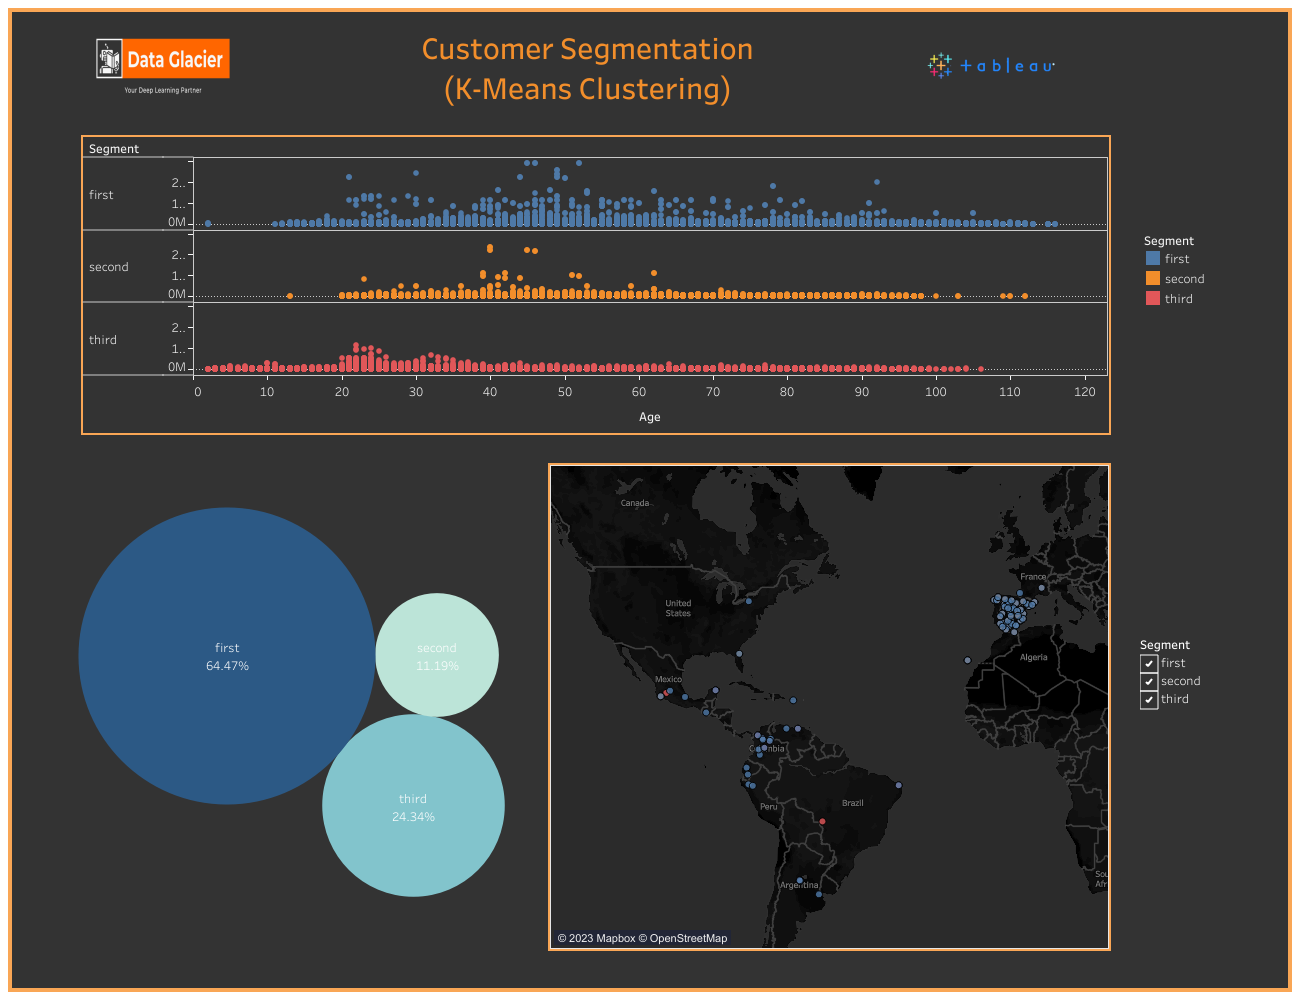 Data Glacier
Your Deep Learning Partner
Customer Segmentation
(K-Means Clustering)
+ableau
Segment
first
2..
1..
0M
second
2..
1..
0M
third
2..
1..
0M
0 10 20 30 40 50 60 70 80 90 100 110 120
Age
Segment
first
second
third
first
64.47%
second
11.19%
third
24.34%
Canada
United
States
Mexico
France
Algeria
Brazil
Peru
Argentina
Sou
Afr
© 2023 Mapbox © OpenStreetMap
Segment
first
second
third